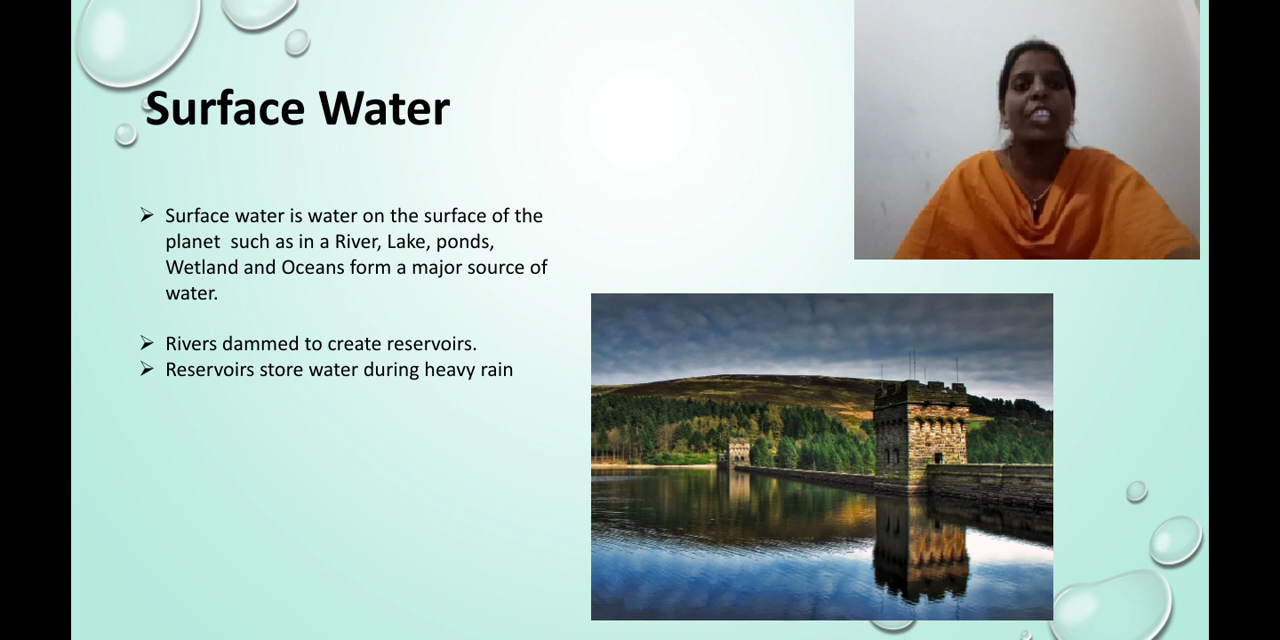 Surface Water
➢ Surface water is water on the surface of the
planet  such as in a River, Lake, ponds,
Wetland and Oceans form a major source of
water.
➢ Rivers dammed to create reservoirs.
➢ Reservoirs store water during heavy rain